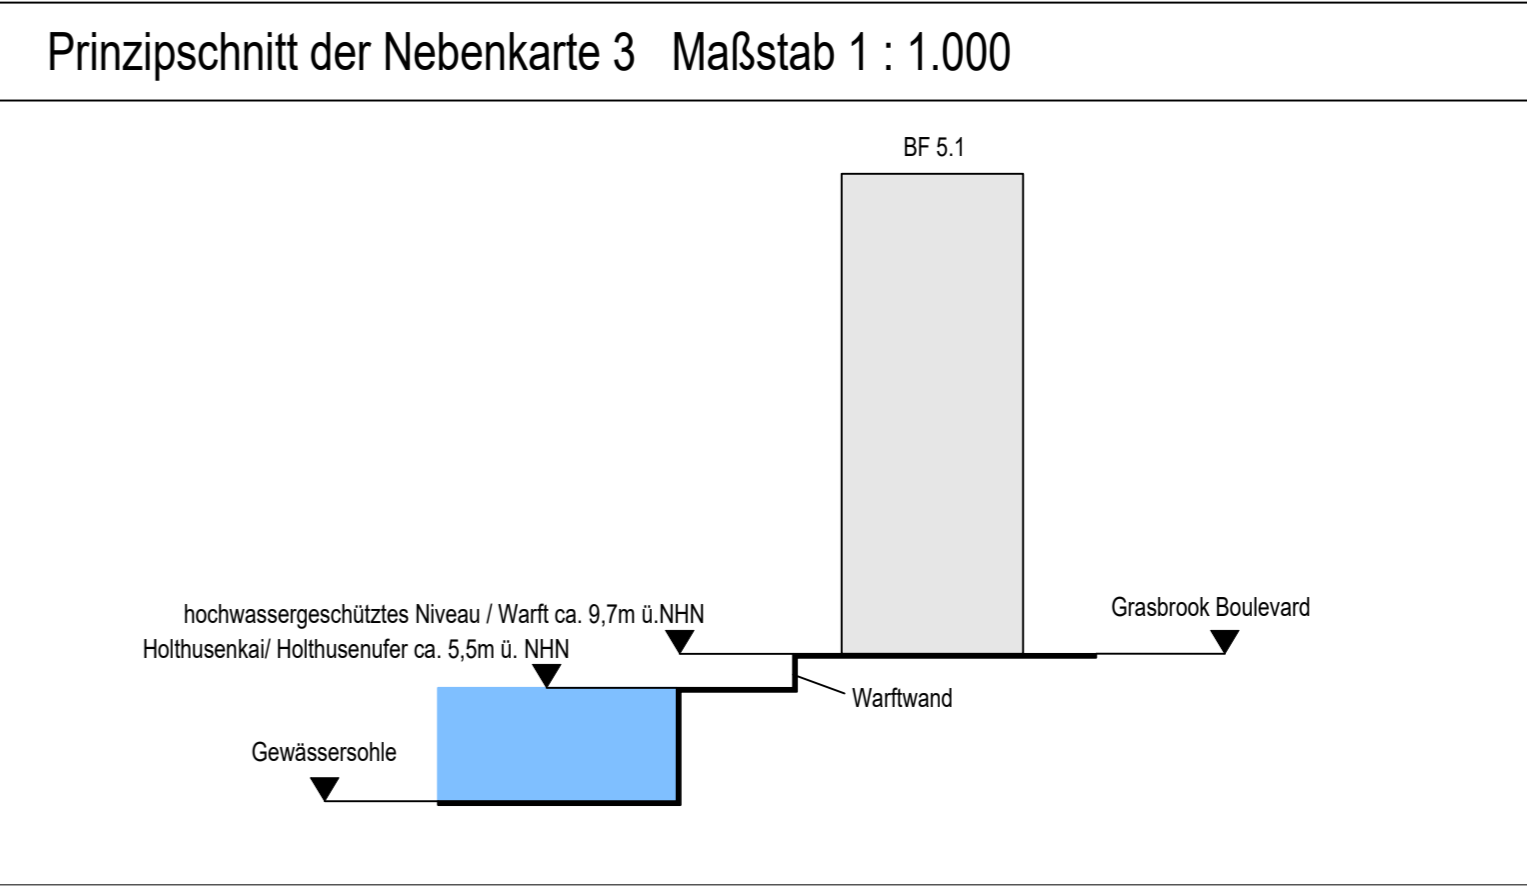 Prinzipschnitt der Nebenkarte 3 Maßstab 1 : 1.000
BF 5.1
hochwassergeschütztes Niveau / Warft ca. 9,7m ü.NHN
Grasbrook Boulevard
Holthusenkai/ Holthusenufer ca. 5,5m ü. NHN
Warftwand
Gewässersohle